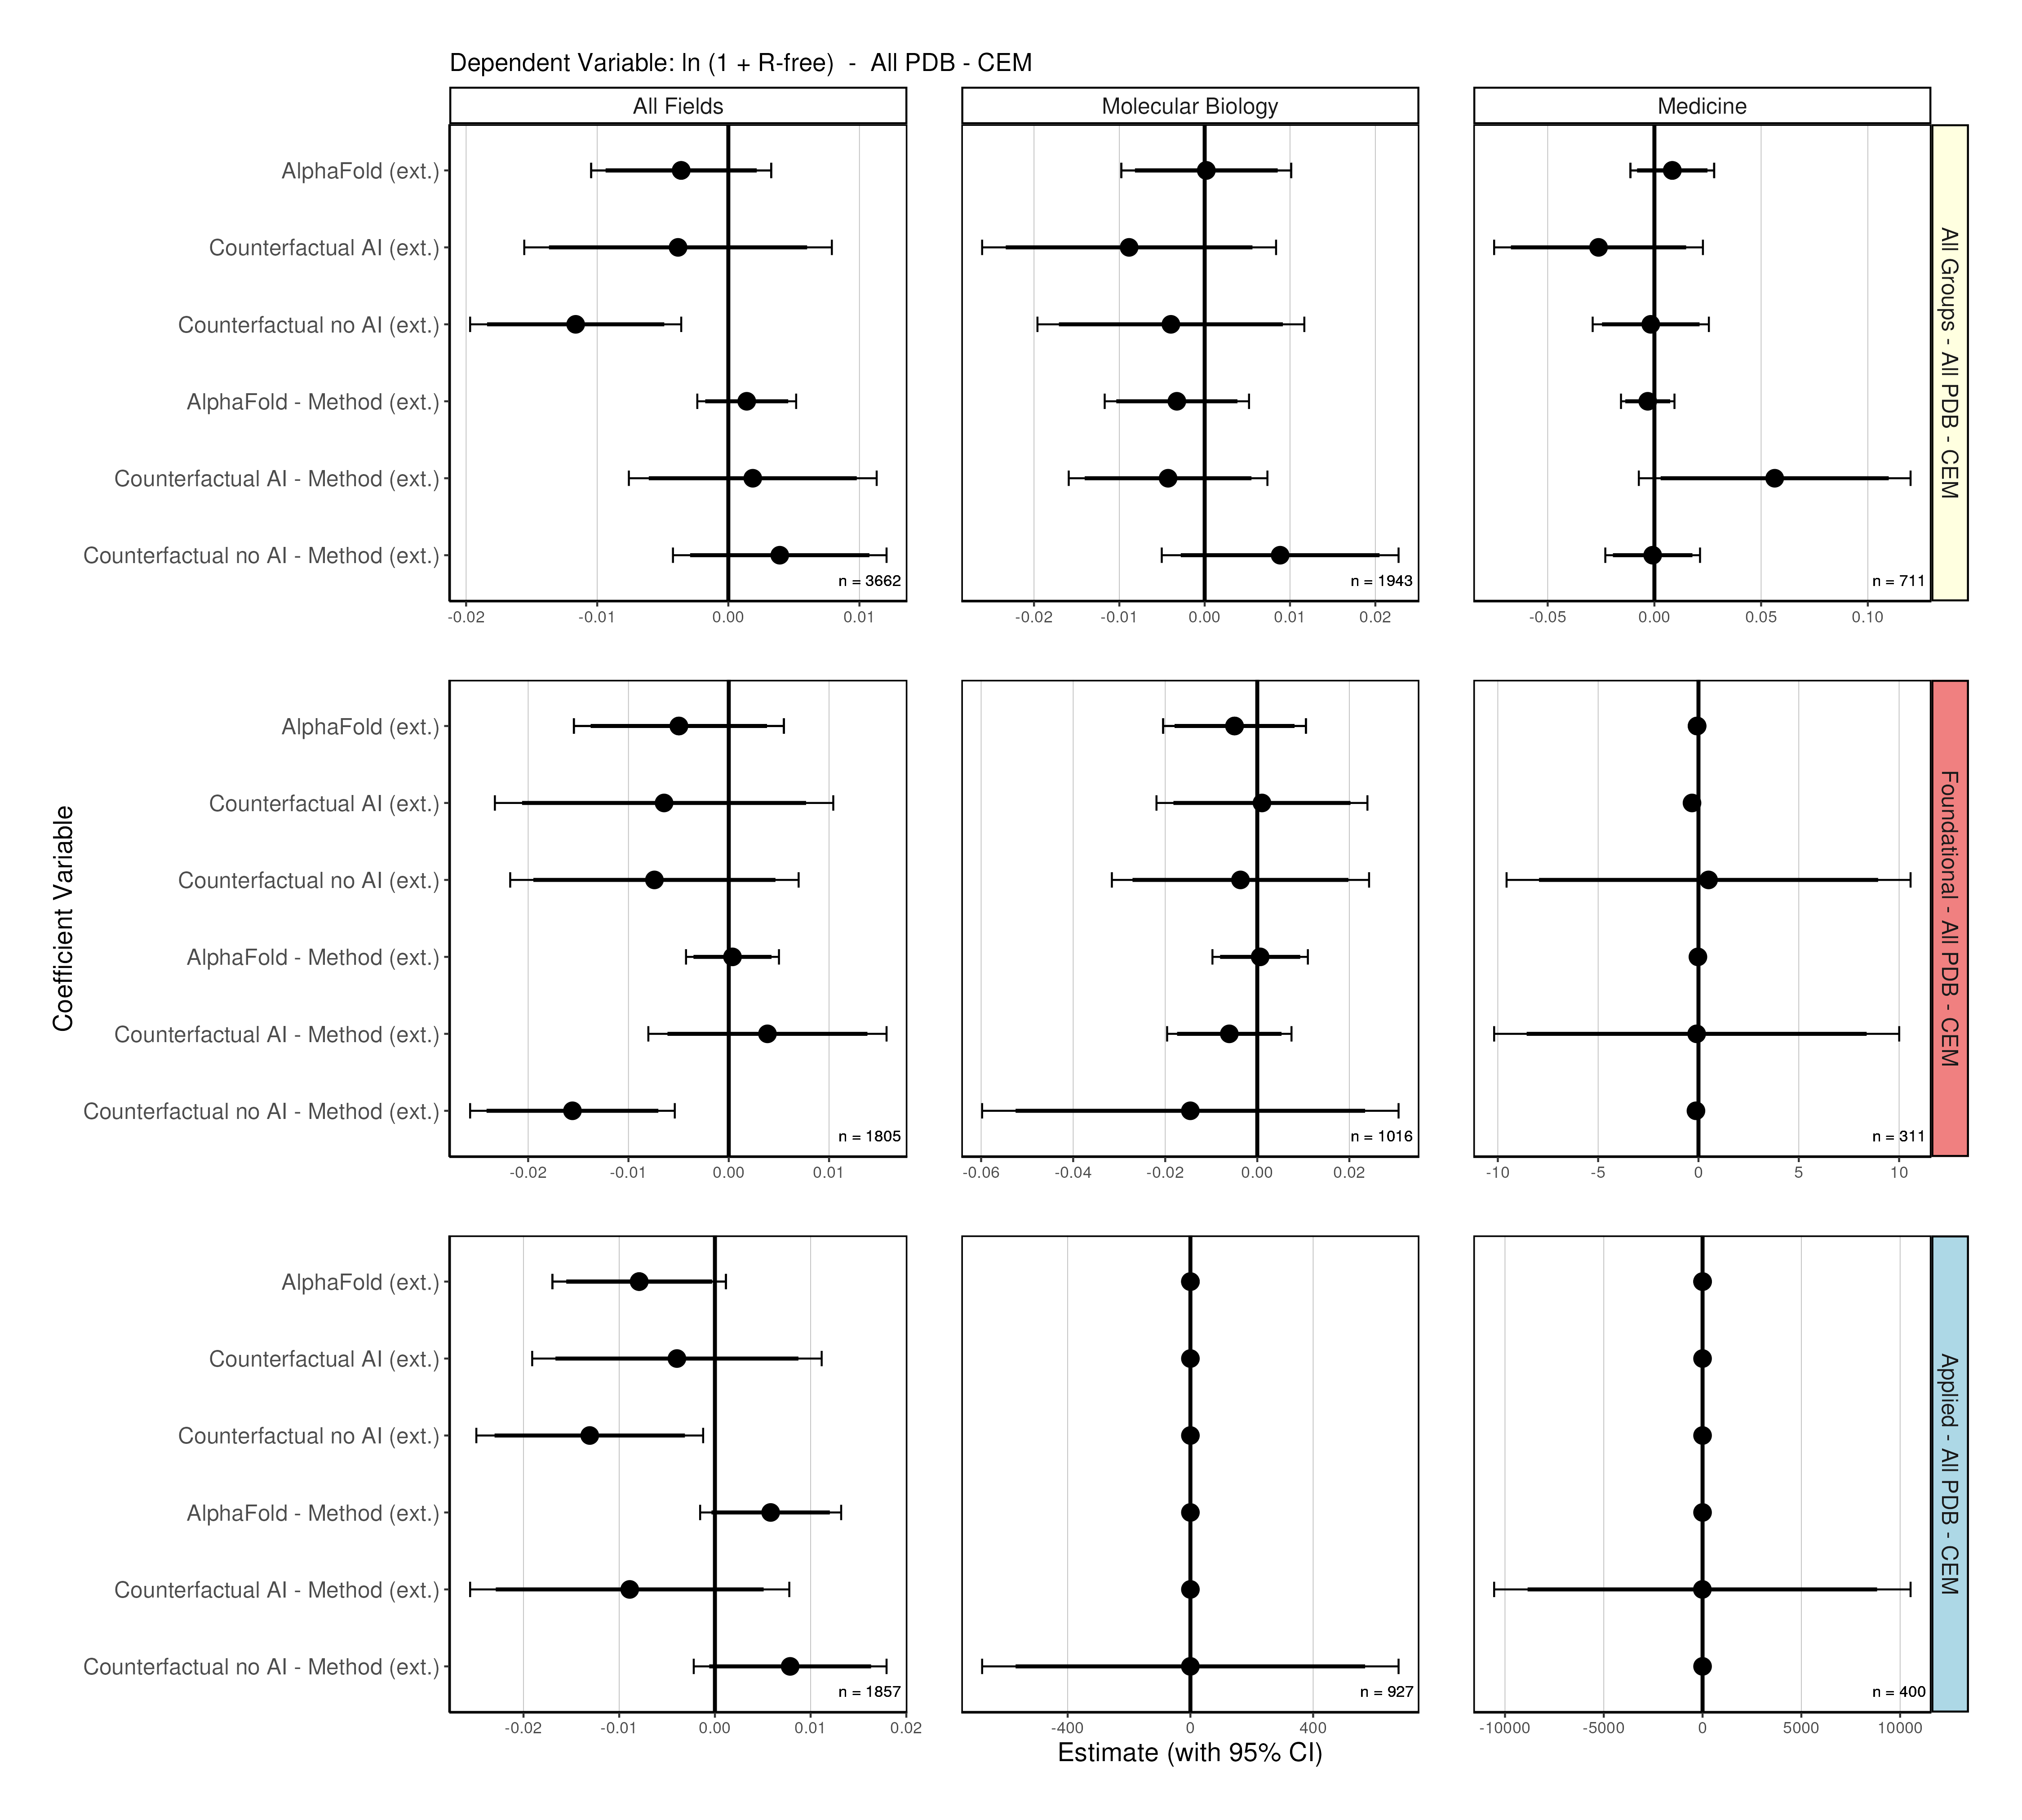 Dependent Variable: ln (1 + R-free)  -  All PDB - CEM
All Fields
Molecular Biology
Medicine
AlphaFold (ext.)
Counterfactual AI (ext.)
Counterfactual no AI (ext.)
AlphaFold - Method (ext.)
Counterfactual AI - Method (ext.)
Counterfactual no AI - Method (ext.)
n = 3662
n = 1943
n = 711
All Groups - All PDB - CEM
-0.02 -0.01 0.00 0.01
-0.02 -0.01 0.00 0.01 0.02
-0.05 0.00 0.05 0.10
Coefficient Variable
AlphaFold (ext.)
Counterfactual AI (ext.)
Counterfactual no AI (ext.)
AlphaFold - Method (ext.)
Counterfactual AI - Method (ext.)
Counterfactual no AI - Method (ext.)
n = 1805
n = 1016
n = 311
Foundational - All PDB - CEM
-0.02 -0.01 0.00 0.01
-0.06 -0.04 -0.02 0.00 0.02
-10 -5 0 5 10
AlphaFold (ext.)
Counterfactual AI (ext.)
Counterfactual no AI (ext.)
AlphaFold - Method (ext.)
Counterfactual AI - Method (ext.)
Counterfactual no AI - Method (ext.)
n = 1857
n = 927
n = 400
Applied - All PDB - CEM
-0.02 -0.01 0.00 0.01 0.02
-400 0 400
-10000 -5000 0 5000 10000
Estimate (with 95% CI)